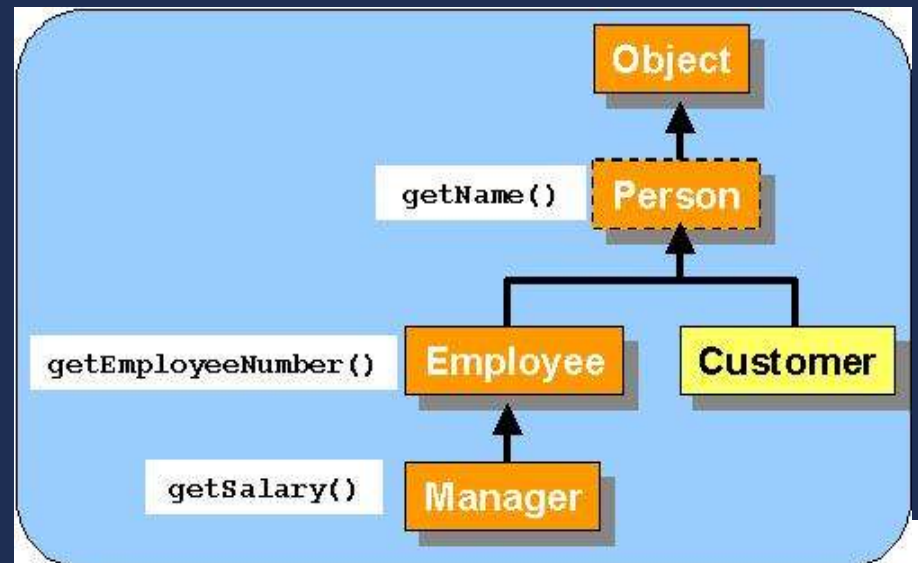 Object
getName()
Person
getEmployeeNumber()
Employee
Customer
getSalary()
Manager